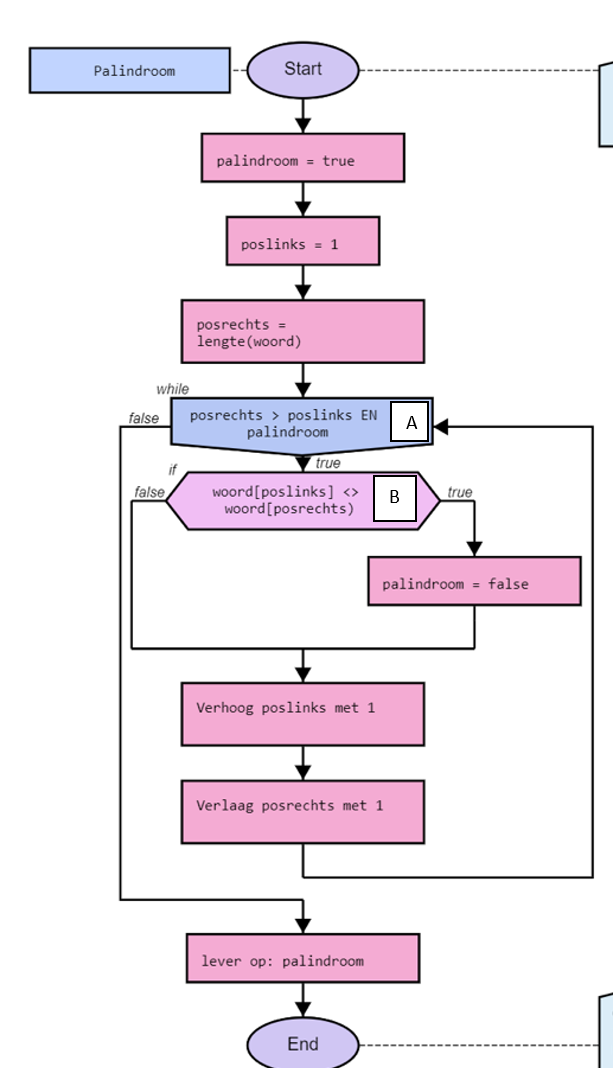 Palindroom
Start
palindroom = true
poslinks = 1
posrechts =
lengte(woord)
while
false
posrechts > poslinks EN
palindroom
A
if
true
false
woord[poslinks] <>
woord[posrechts)
B
true
palindroom = false
Verhoog poslinks met 1
Verlaag posrechts met 1
lever op: palindroom
End